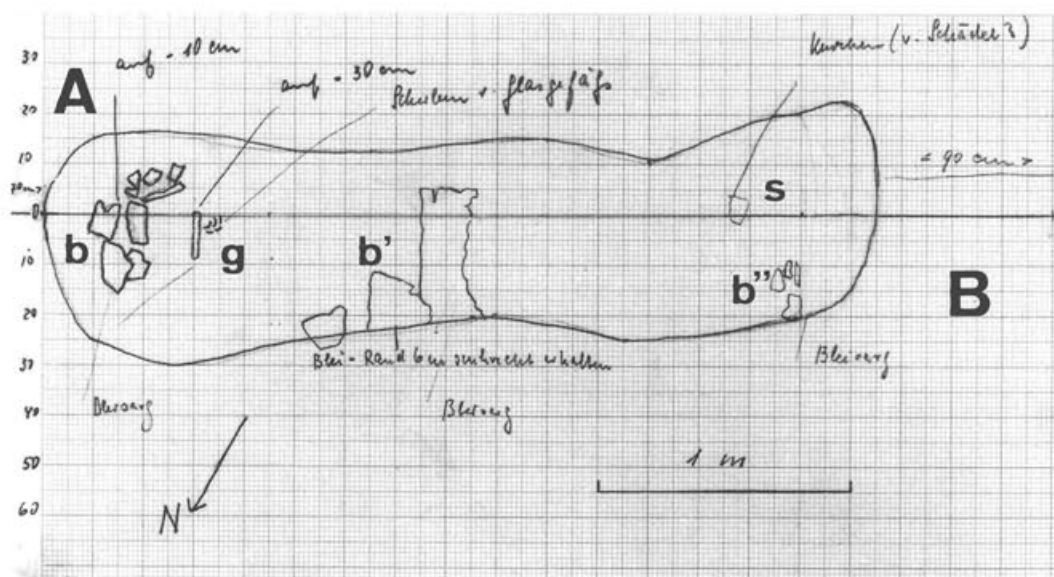 30
A
auf - 10 cm
auf - 30 cm
Scherben v. Glasgefäß
Knochen (v. Schädel?)
20
10
0
10
20
30
40
50
60
b
g
b'
s
b"
< 90 cm >
B
Blei-Rand 6 cm senkrecht erhalten
Bleisarg
Bleisarg
Bleisarg
1 m
N